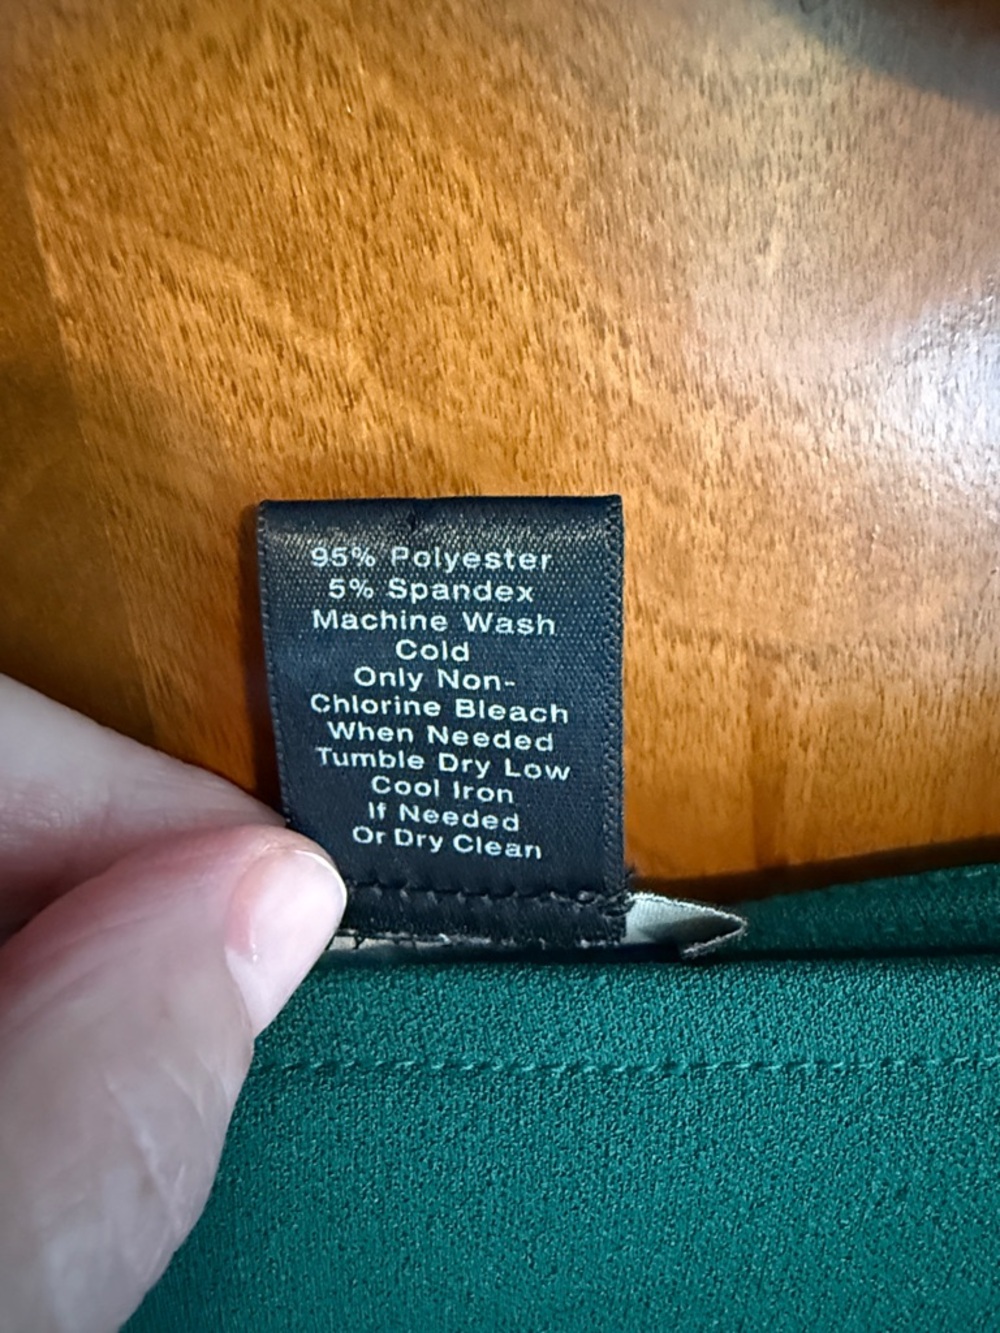 95% Polyester
5% Spandex
Machine Wash
Cold
Only Non-
Chlorine Bleach
When Needed
Tumble Dry Low
Cool Iron
If Needed
Or Dry Clean